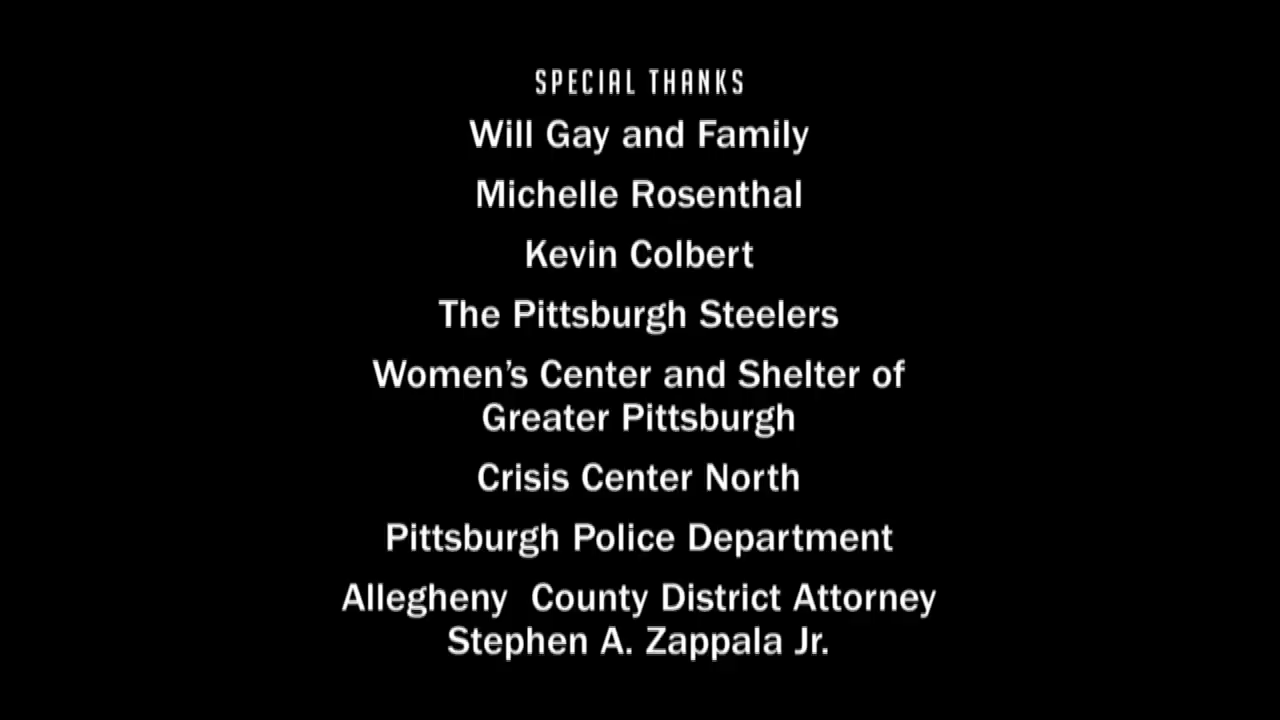 SPECIAL THANKS
Will Gay and Family
Michelle Rosenthal
Kevin Colbert
The Pittsburgh Steelers
Women’s Center and Shelter of
Greater Pittsburgh
Crisis Center North
Pittsburgh Police Department
Allegheny  County District Attorney
Stephen A. Zappala Jr.